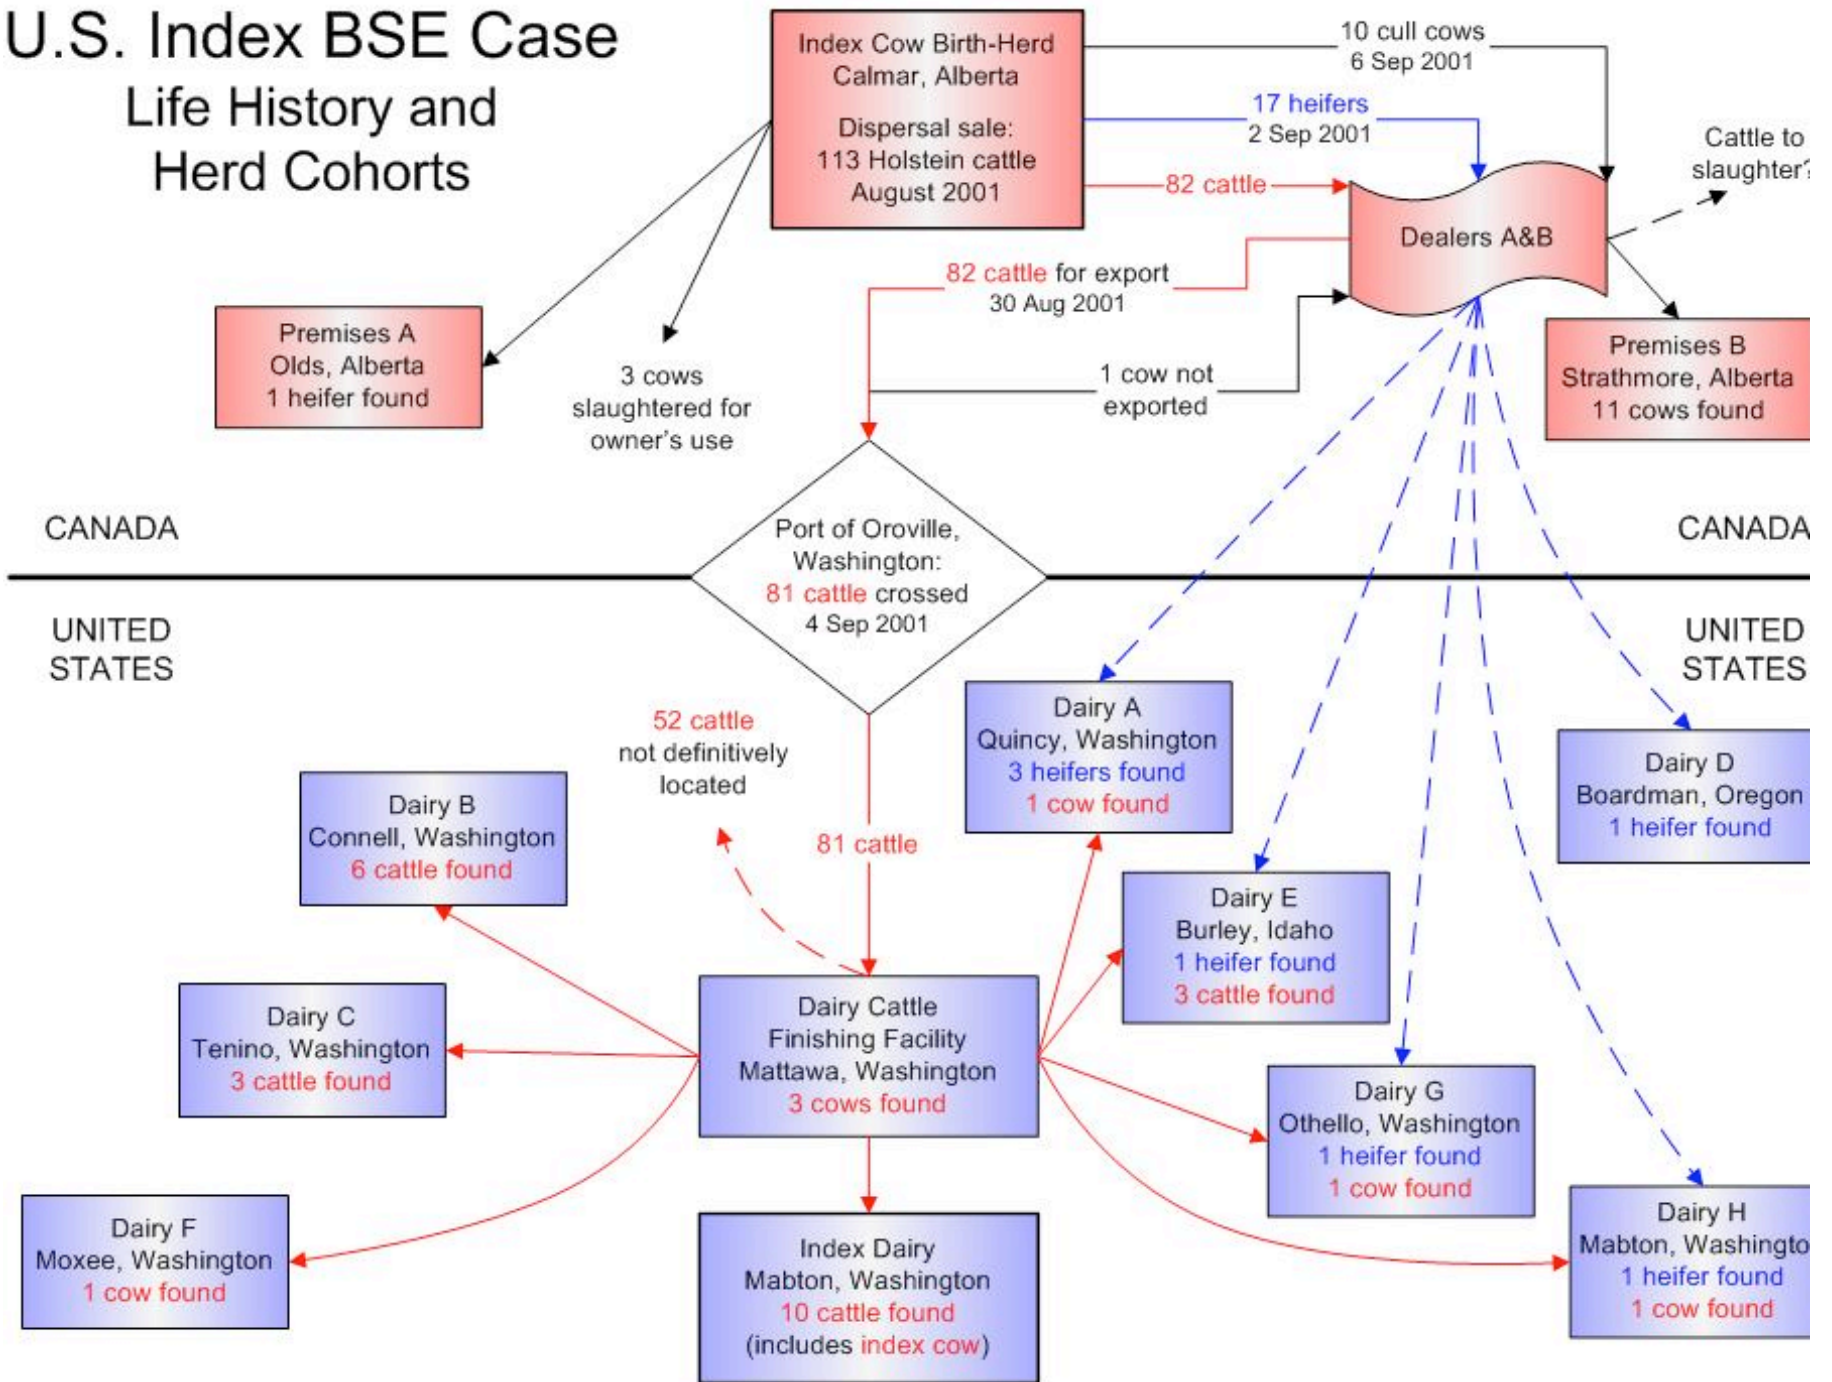 U.S. Index BSE Case
Life History and
Herd Cohorts
Index Cow Birth-Herd
Calmar, Alberta
Dispersal sale:
113 Holstein cattle
August 2001
10 cull cows
6 Sep 2001
17 heifers
2 Sep 2001
82 cattle
Cattle to
slaughter?
Dealers A&B
82 cattle for export
30 Aug 2001
Premises A
Olds, Alberta
1 heifer found
3 cows
slaughtered for
owner's use
1 cow not
exported
Premises B
Strathmore, Alberta
11 cows found
CANADA
CANADA
Port of Oroville,
Washington:
81 cattle crossed
4 Sep 2001
UNITED
STATES
UNITED
STATES
52 cattle
not definitively
located
81 cattle
Dairy A
Quincy, Washington
3 heifers found
1 cow found
Dairy D
Boardman, Oregon
1 heifer found
Dairy B
Connell, Washington
6 cattle found
Dairy E
Burley, Idaho
1 heifer found
3 cattle found
Dairy C
Tenino, Washington
3 cattle found
Dairy Cattle
Finishing Facility
Mattawa, Washington
3 cows found
Dairy G
Othello, Washington
1 heifer found
1 cow found
Dairy F
Moxee, Washington
1 cow found
Index Dairy
Mabton, Washington
10 cattle found
(includes index cow)
Dairy H
Mabton, Washingto
1 heifer found
1 cow found